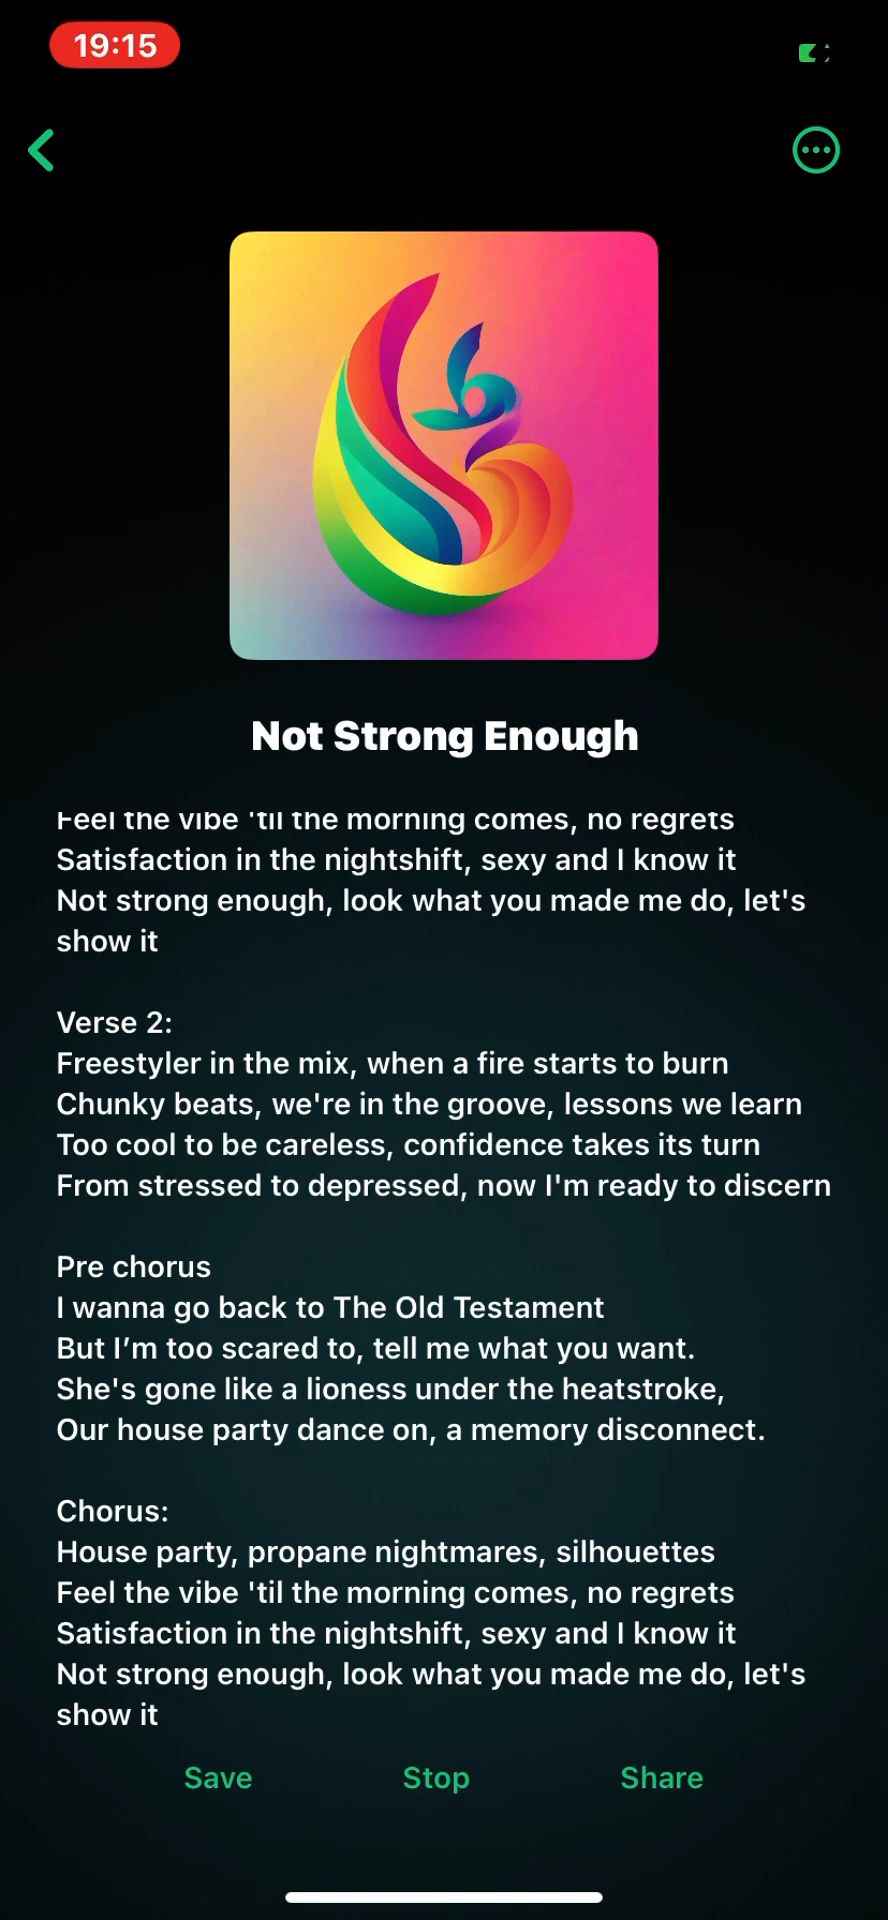 19:15
Not Strong Enough
Feel the vibe 'til the morning comes, no regrets
Satisfaction in the nightshift, sexy and I know it
Not strong enough, look what you made me do, let's
show it
Verse 2:
Freestyler in the mix, when a fire starts to burn
Chunky beats, we're in the groove, lessons we learn
Too cool to be careless, confidence takes its turn
From stressed to depressed, now I'm ready to discern
Pre chorus
I wanna go back to The Old Testament
But I’m too scared to, tell me what you want.
She's gone like a lioness under the heatstroke,
Our house party dance on, a memory disconnect.
Chorus:
House party, propane nightmares, silhouettes
Feel the vibe 'til the morning comes, no regrets
Satisfaction in the nightshift, sexy and I know it
Not strong enough, look what you made me do, let's
show it
Save Stop Share